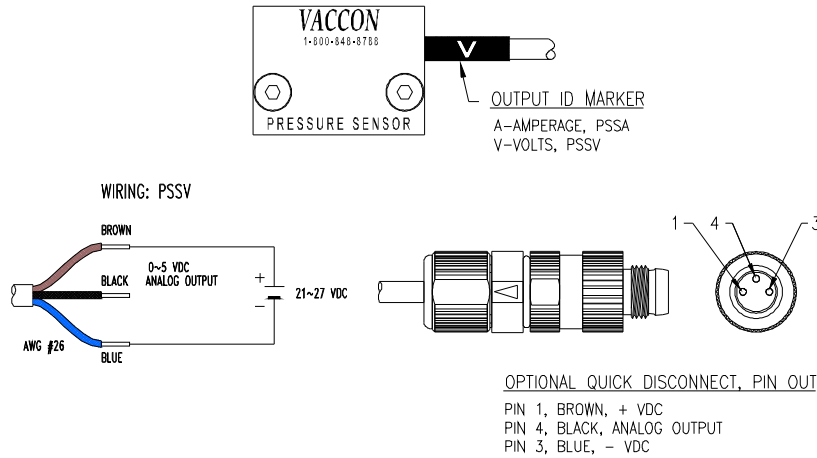 VACCON
1-800-848-8788
V
PRESSURE SENSOR
OUTPUT ID MARKER
A-AMPERAGE, PSSA
V-VOLTS, PSSV
WIRING: PSSV
BROWN
BLACK
0~5 VDC
ANALOG OUTPUT
+
21~27 VDC
−
AWG #26
BLUE
1 4 3
OPTIONAL QUICK DISCONNECT, PIN OUT
PIN 1, BROWN, + VDC
PIN 4, BLACK, ANALOG OUTPUT
PIN 3, BLUE, − VDC